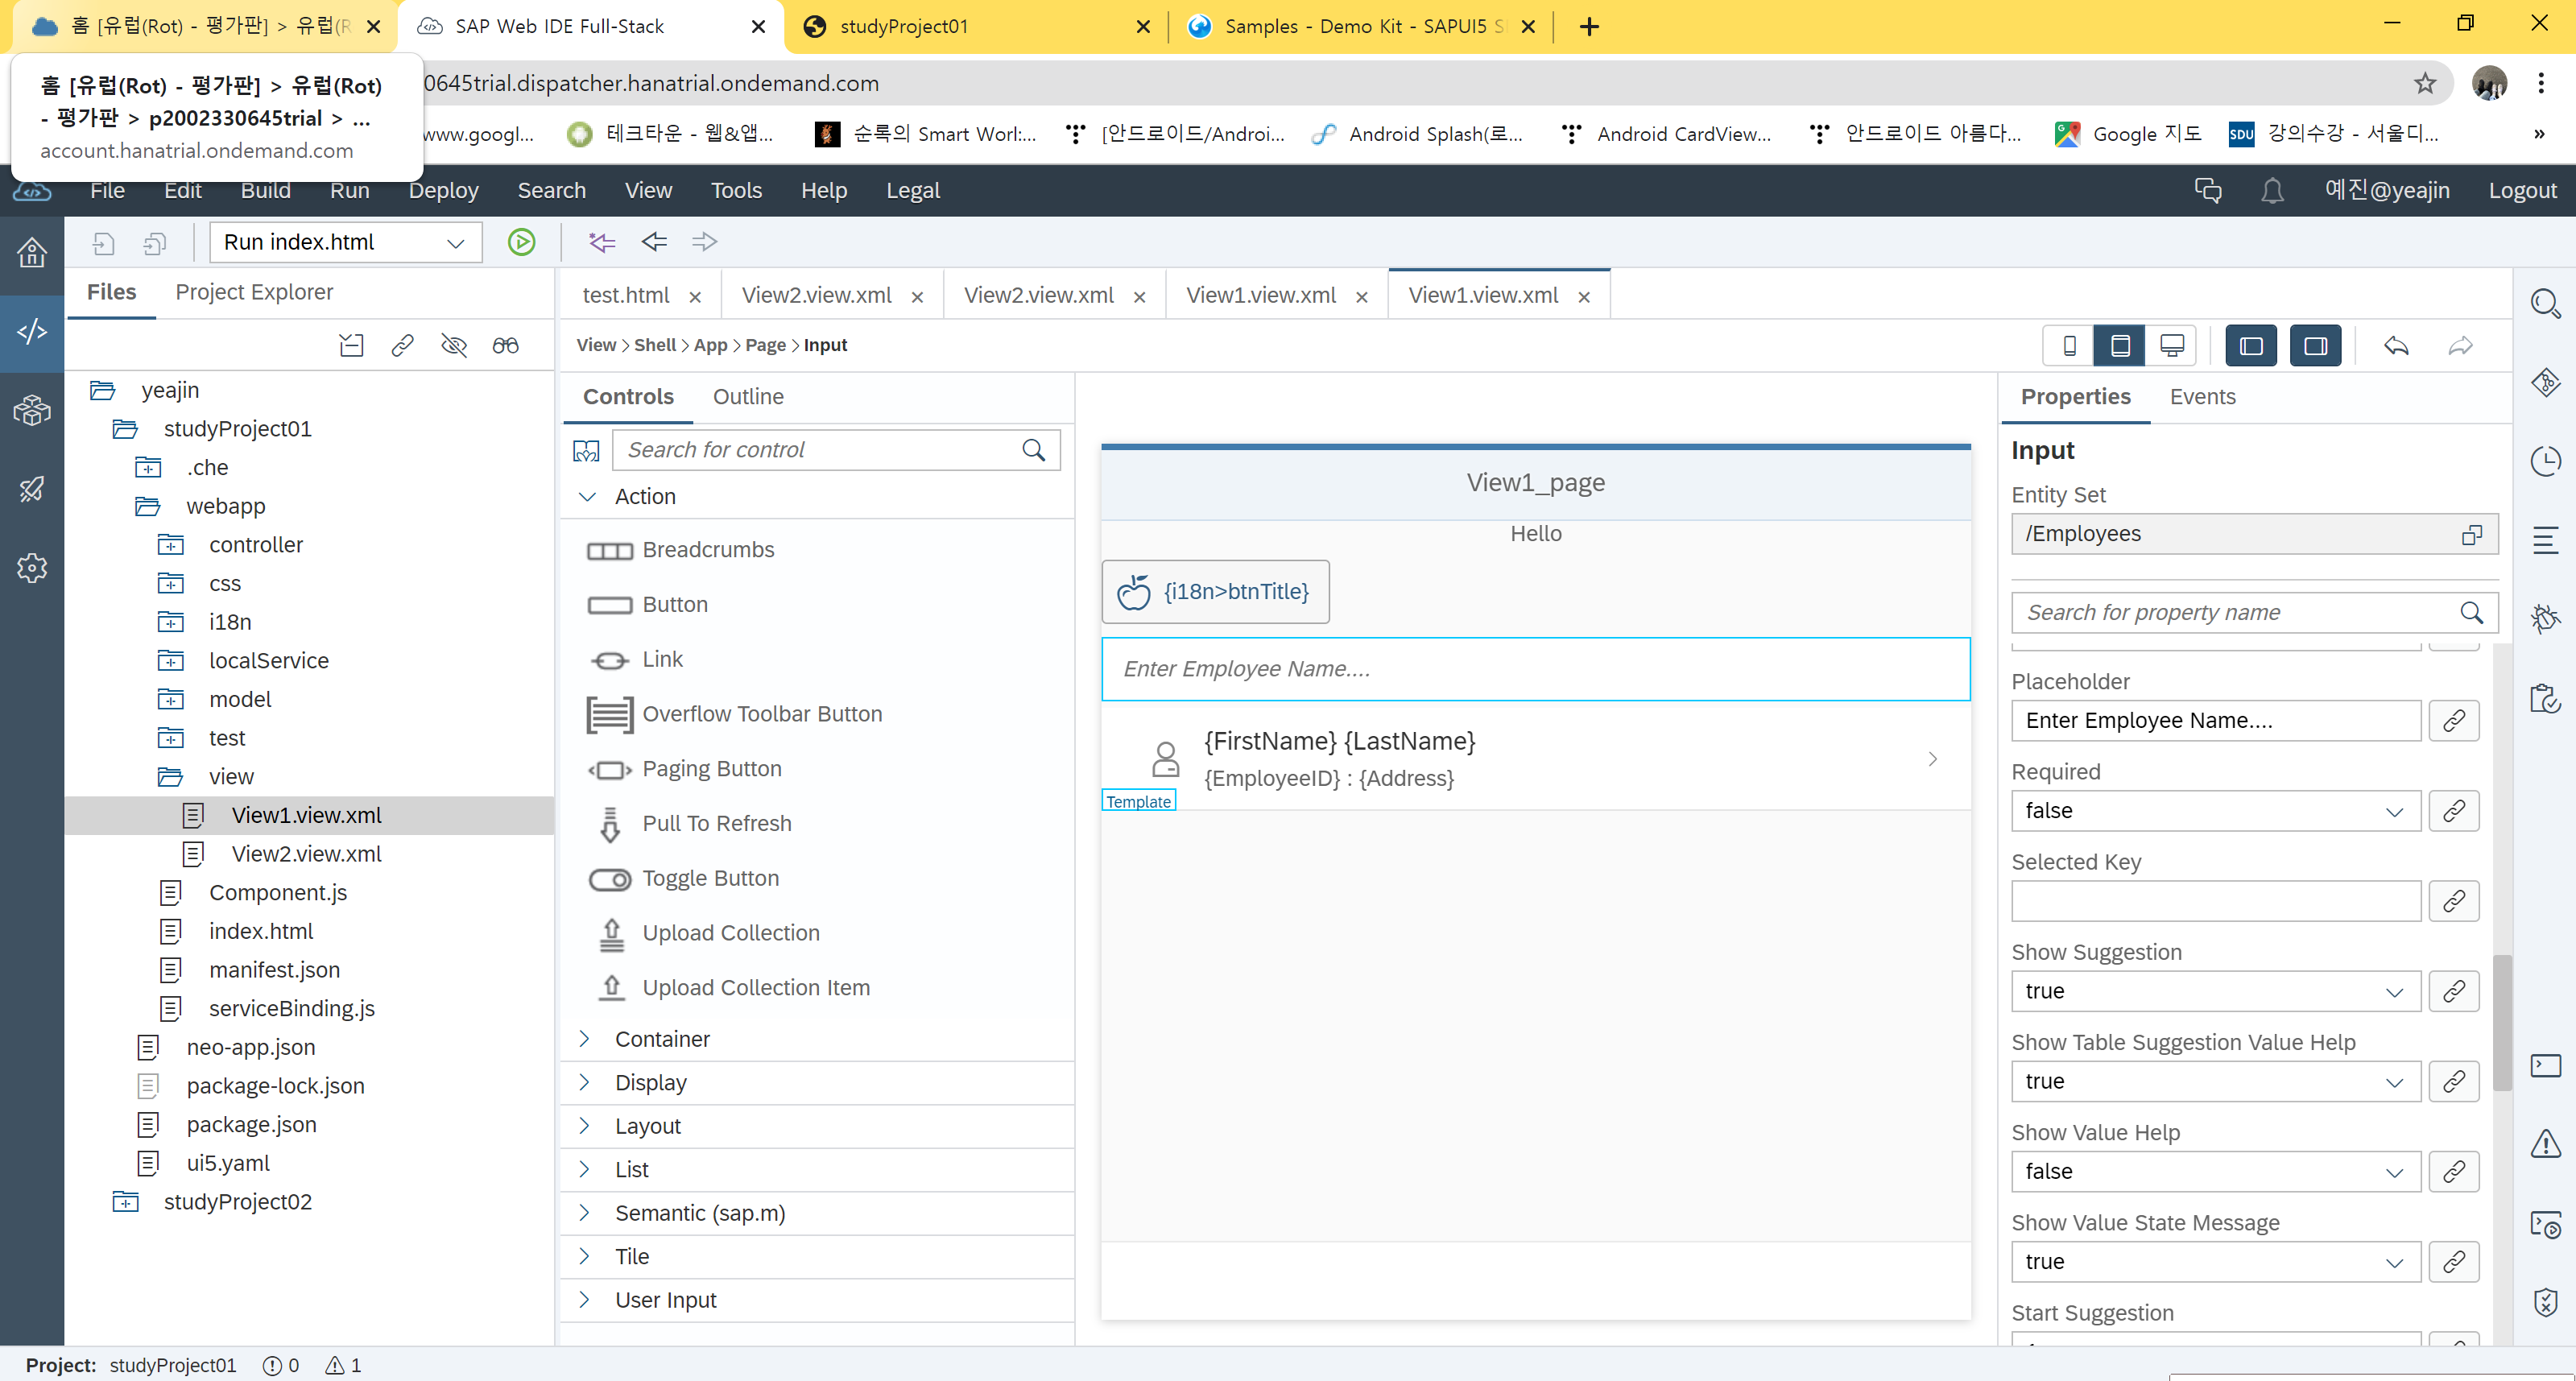 홈 [유럽(Rot) - 평가판] > 유럽(R
SAP Web IDE Full-Stack
studyProject01
Samples - Demo Kit - SAPUI5 S
홈 [유럽(Rot) - 평가판] > 유럽(Rot)
- 평가판 > p2002330645trial > ...
account.hanatrial.ondemand.com
0645trial.dispatcher.hanatrial.ondemand.com
www.googl...
테크타운 - 웹&앱...
순록의 Smart Worl:...
[안드로이드/Androi...
Android Splash(로...
Android CardView...
안드로이드 아름다...
Google 지도
SDU
강의수강 - 서울디...
»
File Edit Build Run Deploy Search View Tools Help Legal
예진@yeajin
Logout
Run index.html
Files
Project Explorer
test.html
View2.view.xml
View2.view.xml
View1.view.xml
View1.view.xml
View > Shell > App > Page > Input
yeajin
studyProject01
.che
webapp
controller
css
i18n
localService
model
test
view
View1.view.xml
View2.view.xml
Component.js
index.html
manifest.json
serviceBinding.js
neo-app.json
package-lock.json
package.json
ui5.yaml
studyProject02
Controls
Outline
Search for control
Action
Breadcrumbs
Button
Link
Overflow Toolbar Button
Paging Button
Pull To Refresh
Toggle Button
Upload Collection
Upload Collection Item
Container
Display
Layout
List
Semantic (sap.m)
Tile
User Input
View1_page
Hello
{i18n>btnTitle}
Enter Employee Name....
{FirstName} {LastName}
{EmployeeID} : {Address}
Template
Properties
Events
Input
Entity Set
/Employees
Search for property name
Placeholder
Enter Employee Name....
Required
false
Selected Key
Show Suggestion
true
Show Table Suggestion Value Help
true
Show Value Help
false
Show Value State Message
true
Start Suggestion
Project: studyProject01
0
1